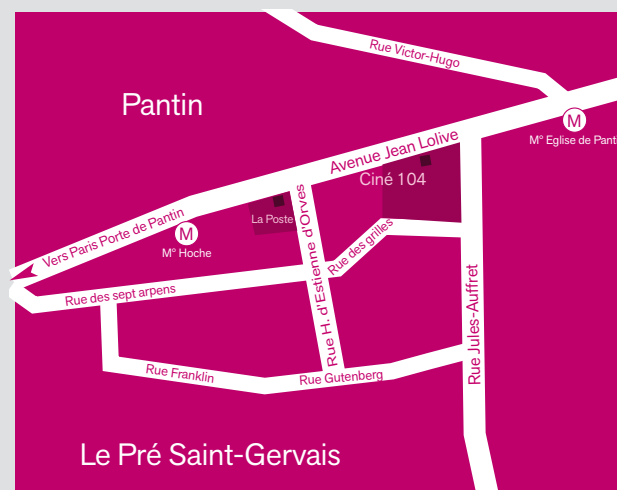 Rue Victor-Hugo
Pantin
M
M° Eglise de Panti
Avenue Jean Lolive
Ciné 104
La Poste
Vers Paris Porte de Pantin
M
M° Hoche
Rue H. d'Estienne d'Orves
Rue des grilles
Rue des sept arpens
Rue Jules-Auffret
Rue Franklin
Rue Gutenberg
Le Pré Saint-Gervais